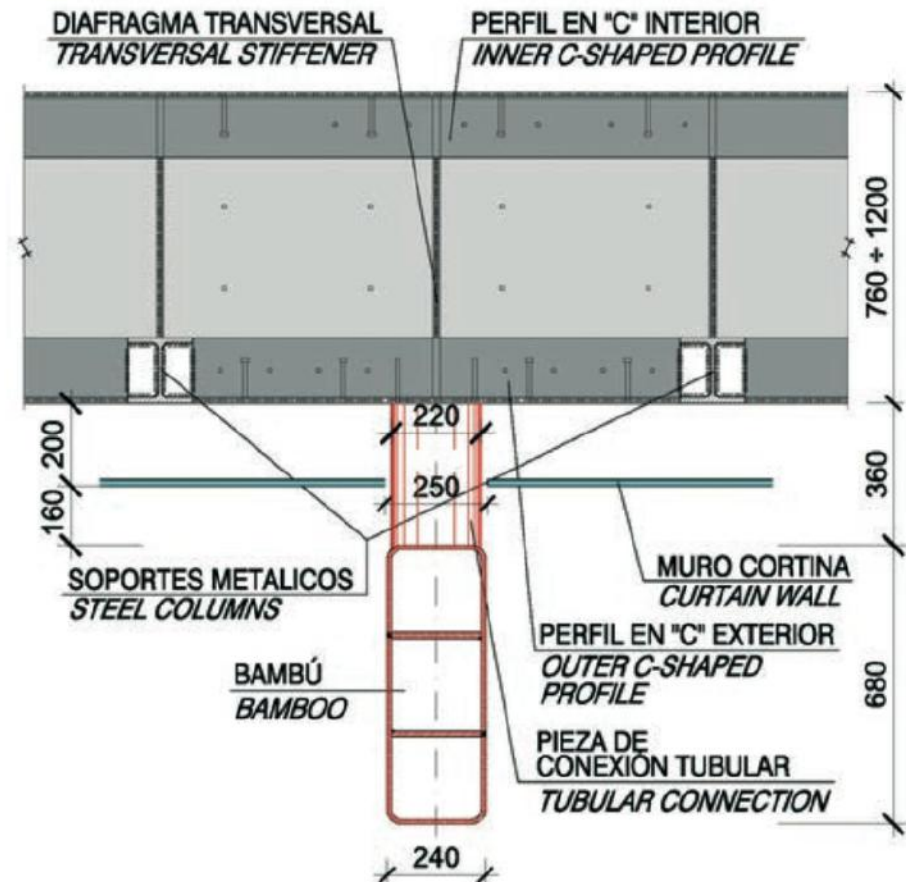 DIAFRAGMA TRANSVERSAL
TRANSVERSAL STIFFENER
PERFIL EN "C" INTERIOR
INNER C-SHAPED PROFILE
760 ÷ 1200
220
200
360
250
160
SOPORTES METALICOS
STEEL COLUMNS
MURO CORTINA
CURTAIN WALL
PERFIL EN "C" EXTERIOR
OUTER C-SHAPED
PROFILE
BAMBÚ
BAMBOO
680
PIEZA DE
CONEXIÓN TUBULAR
TUBULAR CONNECTION
240